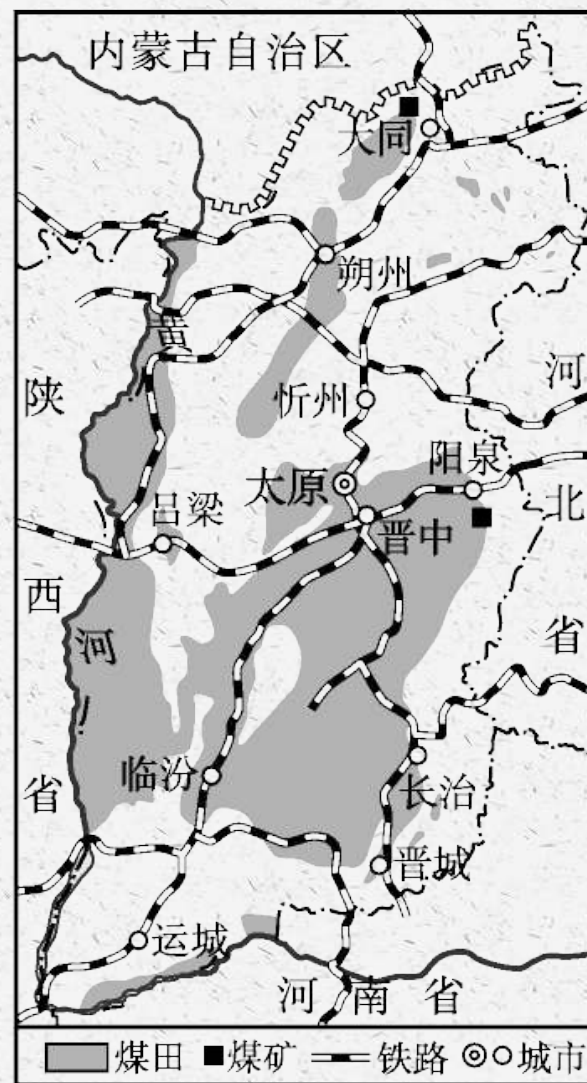 内蒙古自治区
大同
朔州
黄
陕
河
忻州
阳泉
太原
北
吕梁
晋中
西
河
省
临汾
长治
省
晋城
运城
河南省
煤田 煤矿 铁路 城市